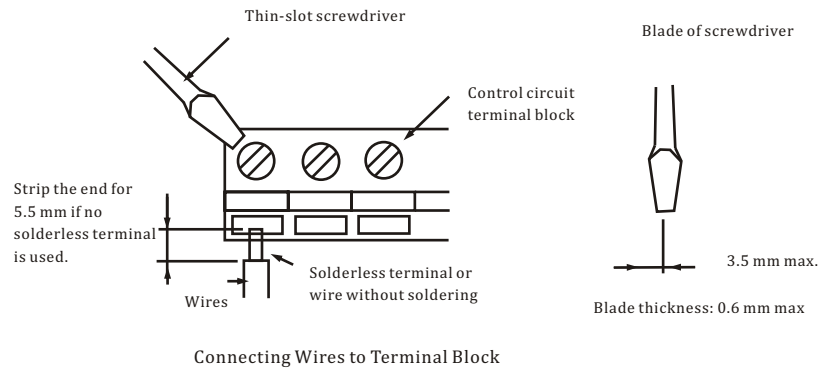 Thin-slot screwdriver
Blade of screwdriver
Control circuit
terminal block
Strip the end for
5.5 mm if no
solderless terminal
is used.
Solderless terminal or
wire without soldering
Wires
3.5 mm max.
Blade thickness: 0.6 mm max
Connecting Wires to Terminal Block